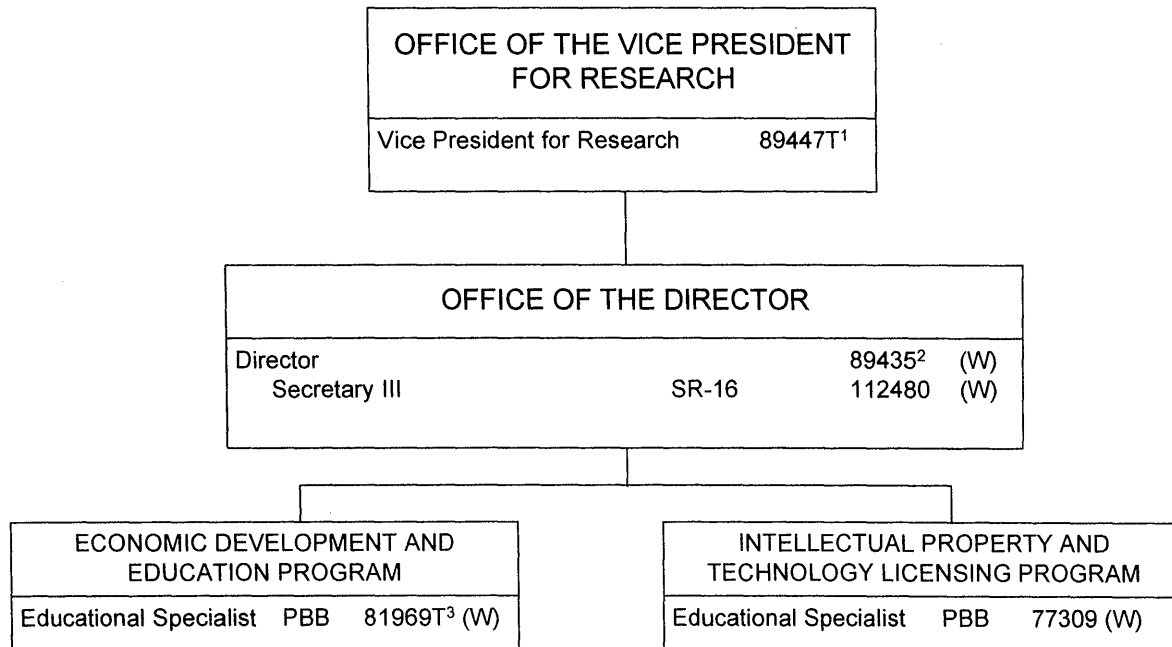 OFFICE OF THE VICE PRESIDENT
FOR RESEARCH
Vice President for Research 89447T¹
OFFICE OF THE DIRECTOR
Director 89435² (W)
Secretary III SR-16 112480 (W)
ECONOMIC DEVELOPMENT AND
EDUCATION PROGRAM
Educational Specialist PBB 81969T³ (W)
INTELLECTUAL PROPERTY AND
TECHNOLOGY LICENSING PROGRAM
Educational Specialist PBB 77309 (W)